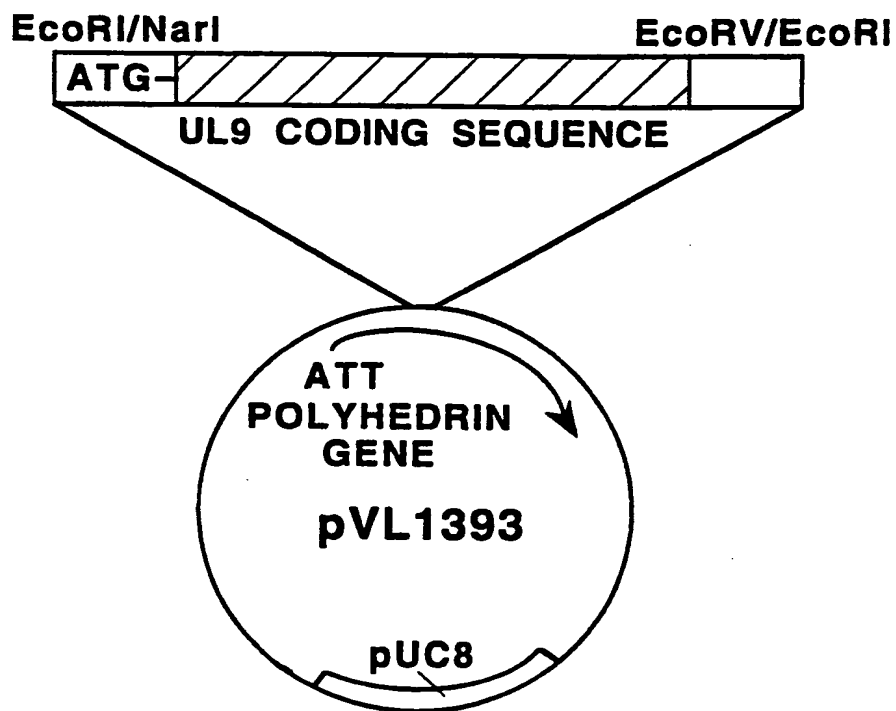 EcoRI/NarI
EcoRV/EcoRI
ATG
UL9 CODING SEQUENCE
ATT
POLYHEDRIN
GENE
pVL1393
pUC8